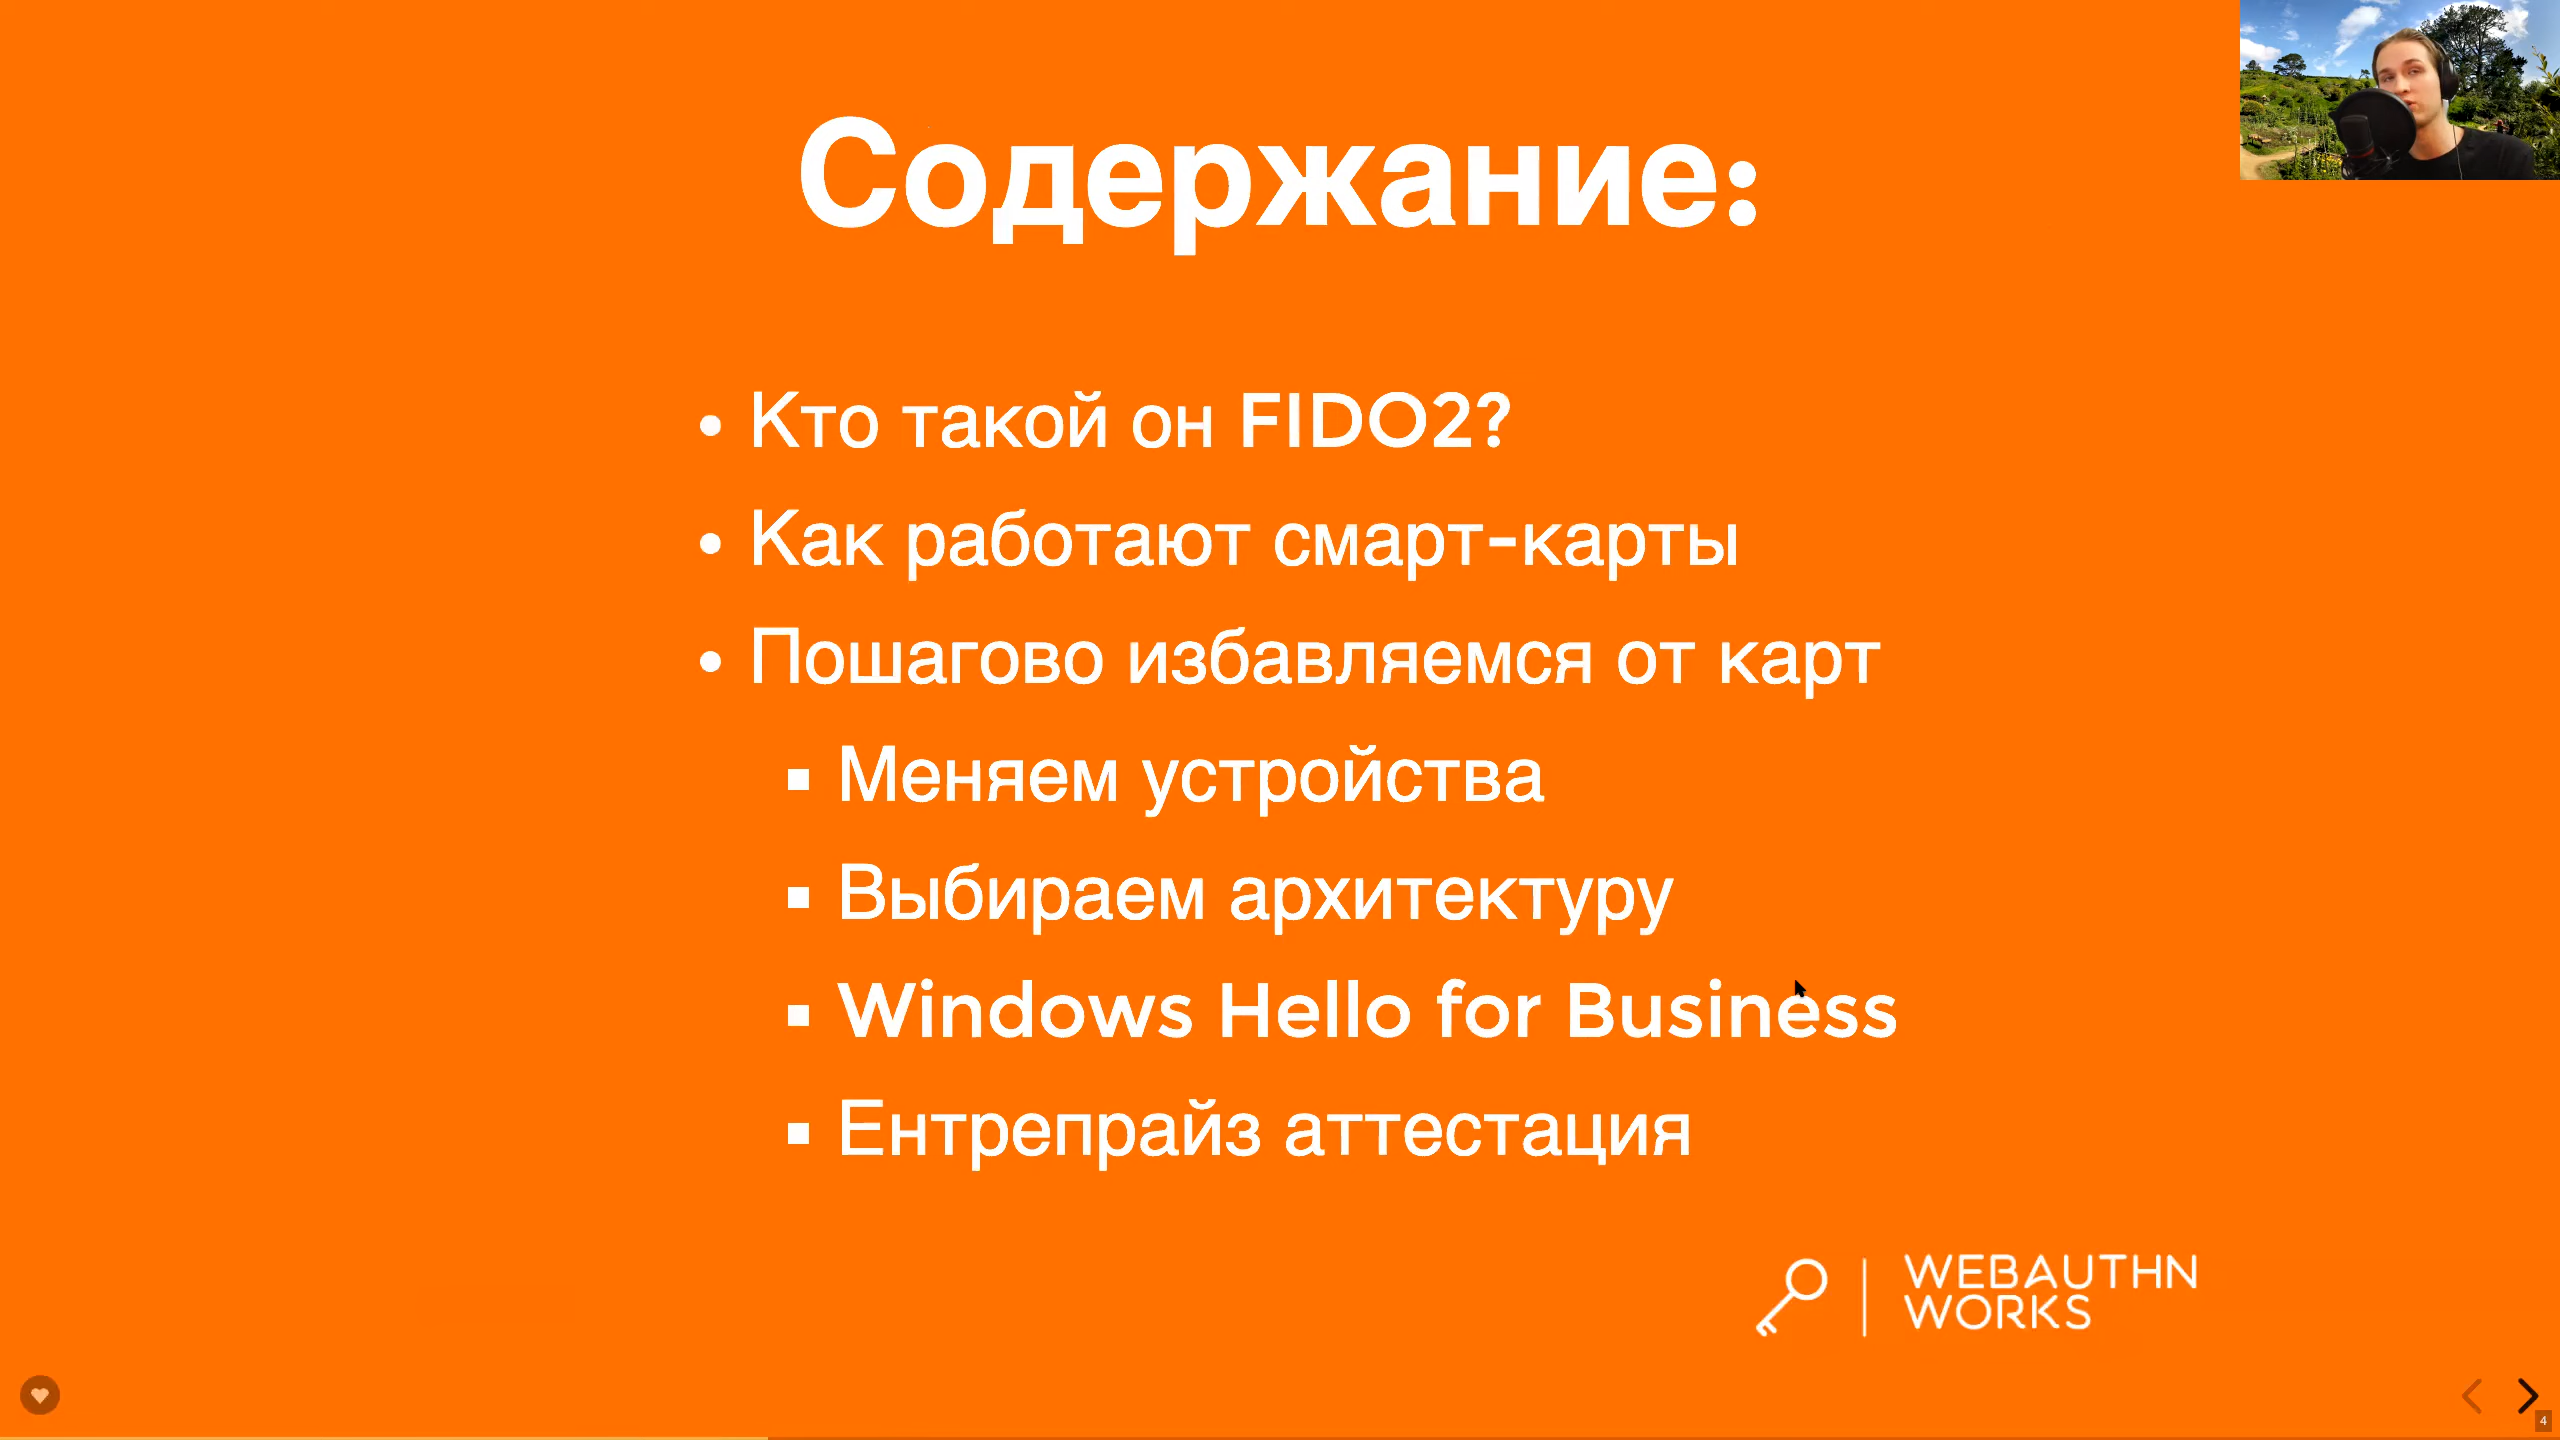 Содержание:
Кто такой он FIDO2?
Как работают смарт-карты
Пошагово избавляемся от карт
Меняем устройства
Выбираем архитектуру
Windows Hello for Business
Ентрепрайз аттестация
WEBAUTHN
WORKS
4